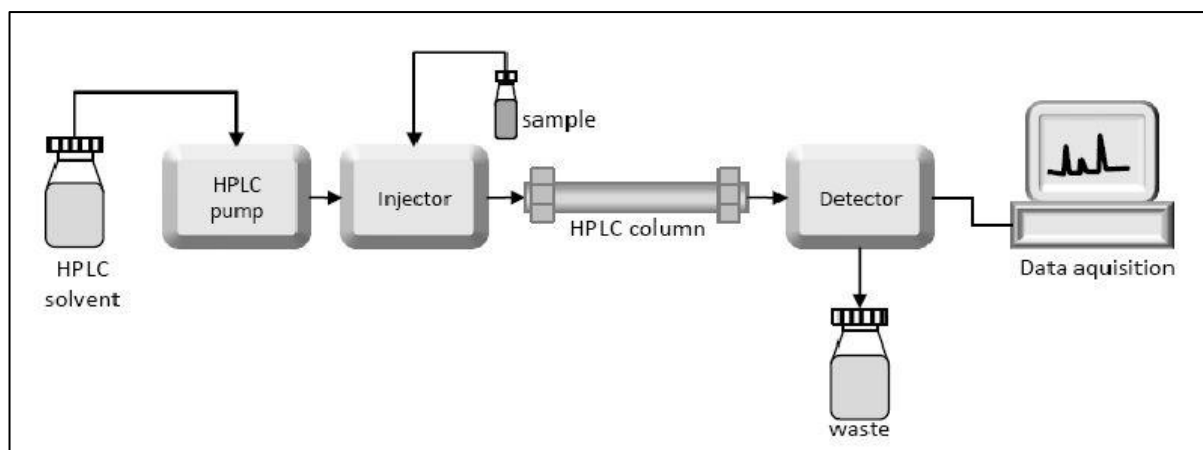 HPLC
solvent
HPLC
pump
sample
Injector
HPLC column
Detector
waste
Data aquisition